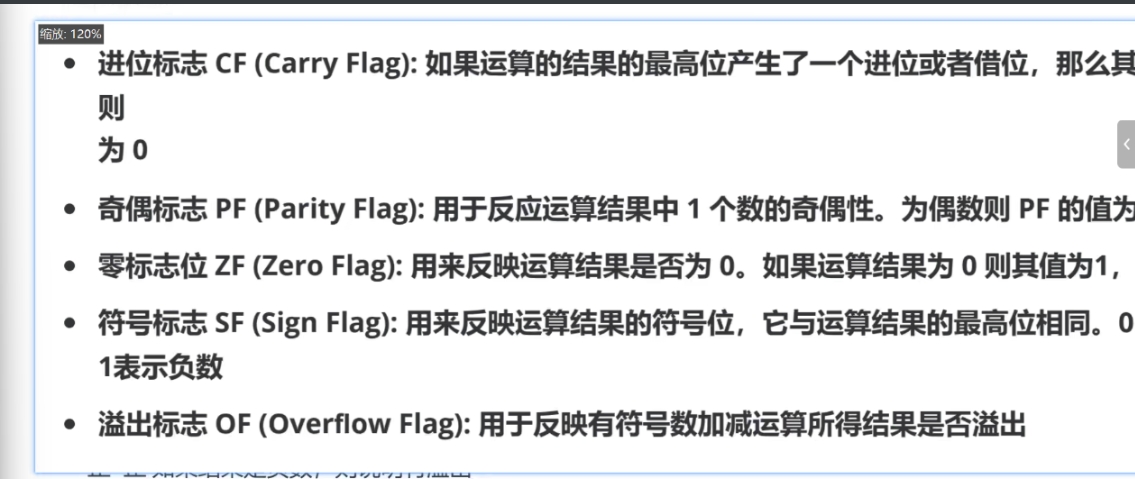 缩放: 120%
进位标志 CF (Carry Flag): 如果运算的结果的最高位产生了一个进位或者借位，那么其
则
为 0
奇偶标志 PF (Parity Flag): 用于反应运算结果中 1 个数的奇偶性。为偶数则 PF 的值为
零标志位 ZF (Zero Flag): 用来反映运算结果是否为 0。如果运算结果为 0 则其值为1，
符号标志 SF (Sign Flag): 用来反映运算结果的符号位，它与运算结果的最高位相同。0
1表示负数
溢出标志 OF (Overflow Flag): 用于反映有符号数加减运算所得结果是否溢出